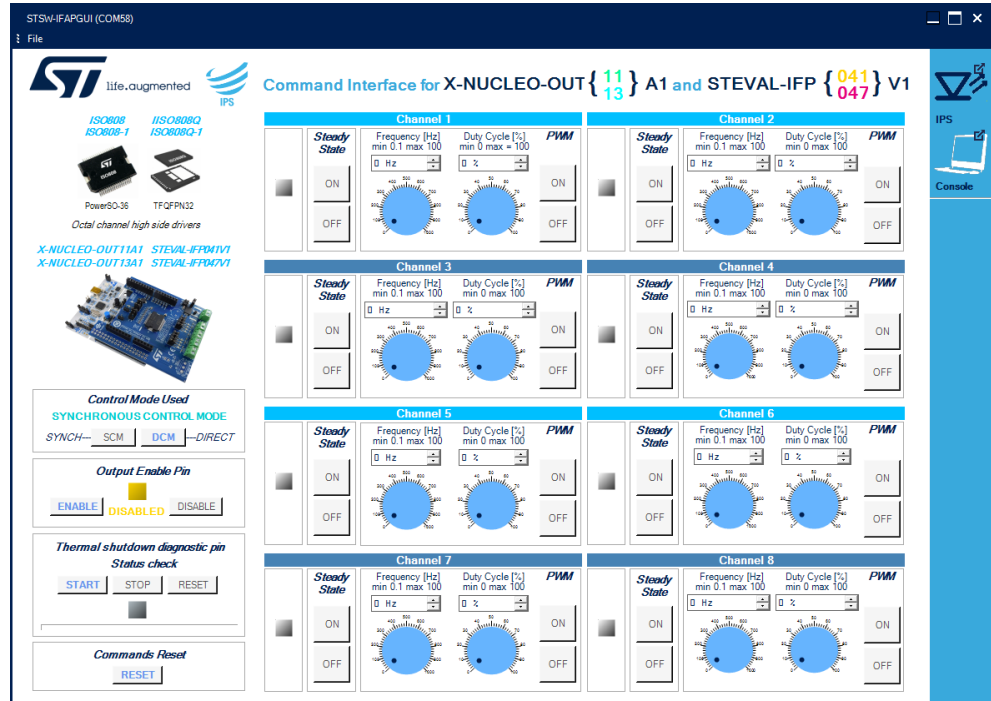 STSW-IFAPGUI (COM58)
File
life.augmented
IPS
Command Interface for X-NUCLEO-OUT { 11 13 } A1 and STEVAL-IFP { 041 047 } V1
IPS
Console
ISO808 IISO808Q
ISO808-1 ISO808Q-1
PowerSO-36 TFQFPN32
Octal channel high side drivers
X-NUCLEO-OUT11A1 STEVAL-IFP041V1
X-NUCLEO-OUT13A1 STEVAL-IFP047V1
Control Mode Used
SYNCHRONOUS CONTROL MODE
SYNCH--- SCM DCM ---DIRECT
Output Enable Pin
ENABLE DISABLED DISABLE
Thermal shutdown diagnostic pin
Status check
START STOP RESET
Commands Reset
RESET
Channel 1
Steady State
Frequency [Hz] Duty Cycle [%] PWM
min 0.1 max 100 min 0 max = 100
0 Hz 0 %
ON ON
OFF OFF
Channel 2
Steady State
Frequency [Hz] Duty Cycle [%] PWM
min 0.1 max 100 min 0 max 100
0 Hz 0 %
ON ON
OFF OFF
Channel 3
Steady State
Frequency [Hz] Duty Cycle [%] PWM
min 0.1 max 100 min 0 max 100
0 Hz 0 %
ON ON
OFF OFF
Channel 4
Steady State
Frequency [Hz] Duty Cycle [%] PWM
min 0.1 max 100 min 0 max 100
0 Hz 0 %
ON ON
OFF OFF
Channel 5
Steady State
Frequency [Hz] Duty Cycle [%] PWM
min 0.1 max 100 min 0 max 100
0 Hz 0 %
ON ON
OFF OFF
Channel 6
Steady State
Frequency [Hz] Duty Cycle [%] PWM
min 0.1 max 100 min 0 max 100
0 Hz 0 %
ON ON
OFF OFF
Channel 7
Steady State
Frequency [Hz] Duty Cycle [%] PWM
min 0.1 max 100 min 0 max 100
0 Hz 0 %
ON ON
OFF OFF
Channel 8
Steady State
Frequency [Hz] Duty Cycle [%] PWM
min 0.1 max 100 min 0 max 100
0 Hz 0 %
ON ON
OFF OFF